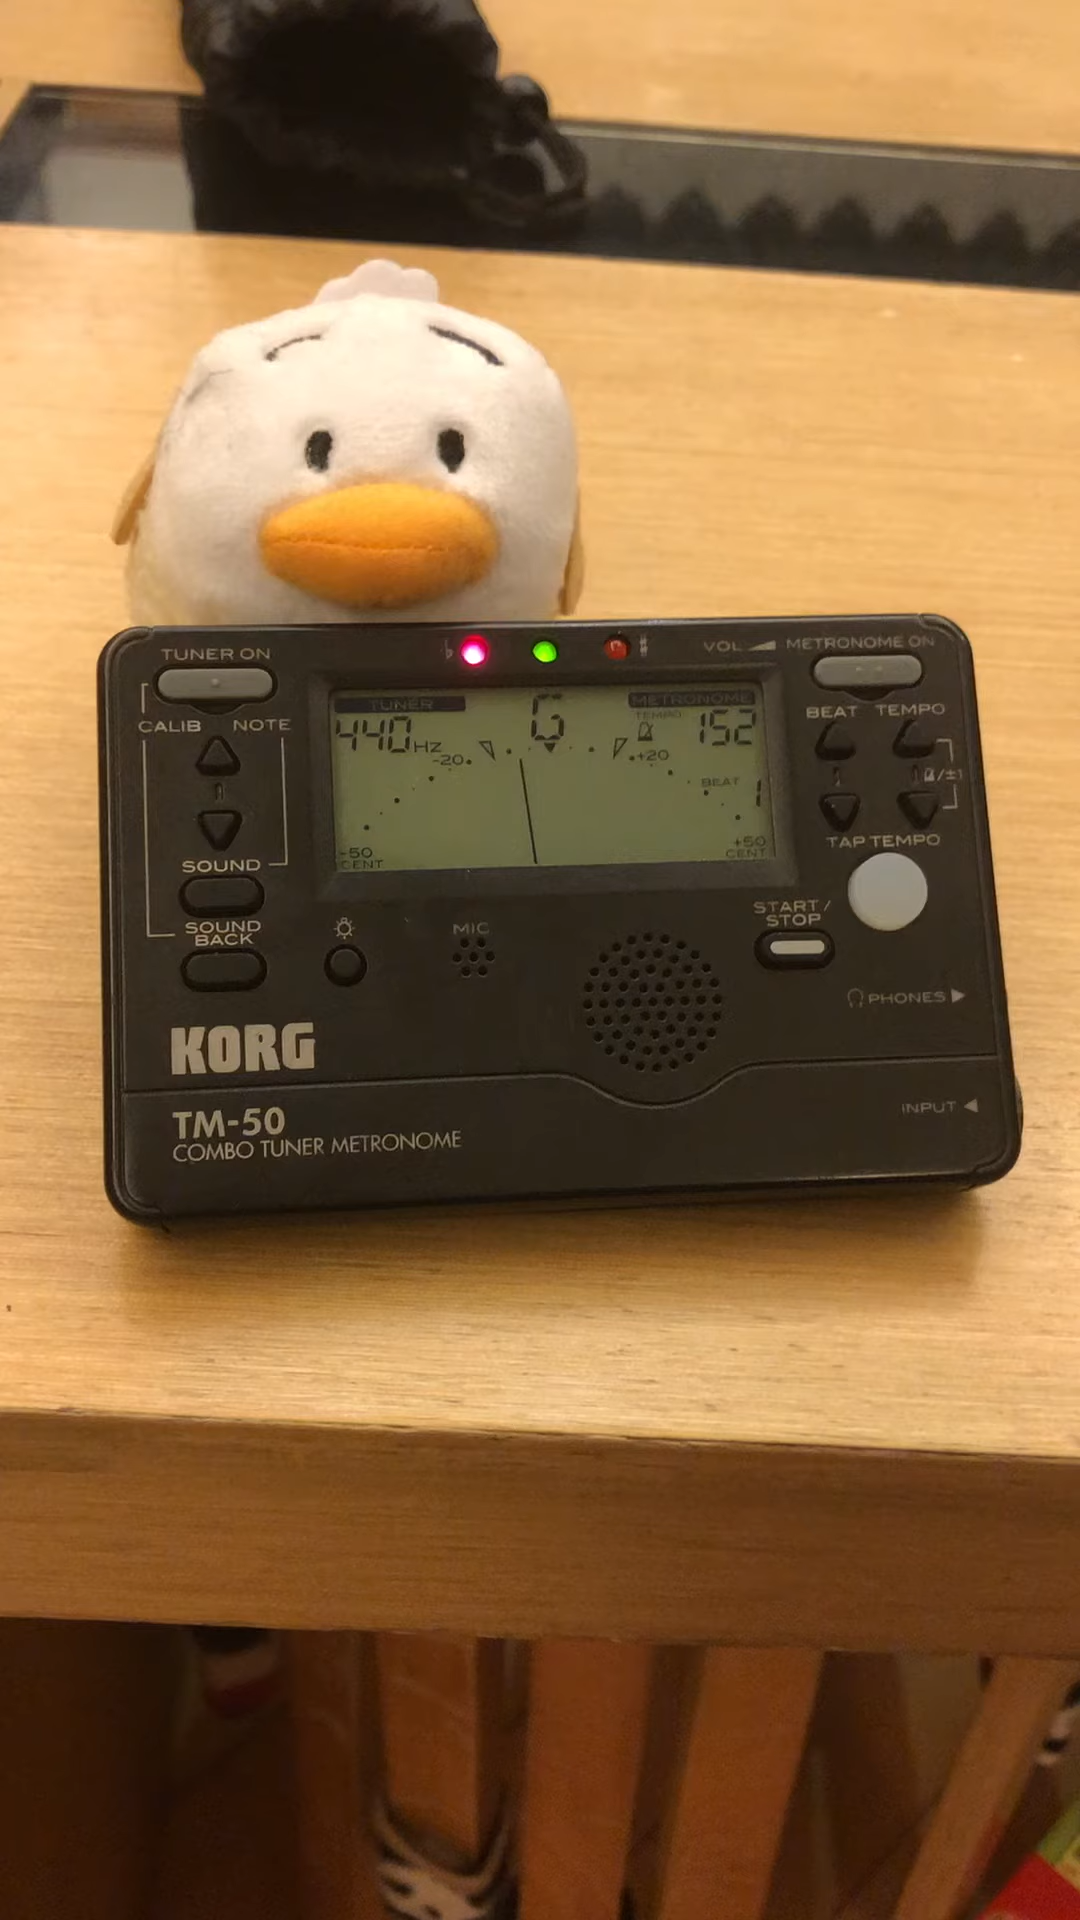 TUNER ON
♭
♯
VOL
METRONOME ON
CALIB NOTE
TUNER
440 Hz
G
METRONOME
TEMPO
152
BEAT TEMPO
-20
+20
BEAT 1
/±1
-50
CENT
+50
CENT
SOUND
SOUND
BACK
TAP TEMPO
MIC
START/
STOP
PHONES
KORG
INPUT
TM-50
COMBO TUNER METRONOME